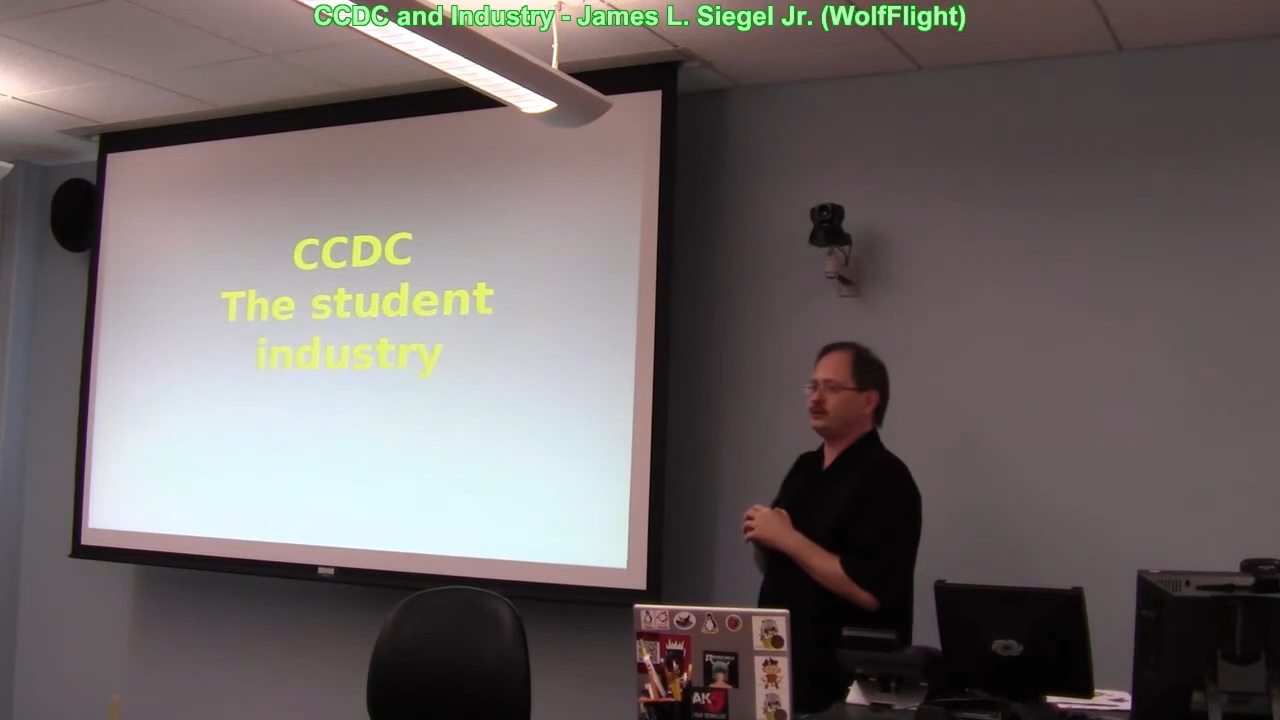 CCDC and Industry - James L. Siegel Jr. (WolfFlight)
CCDC
The student
industry